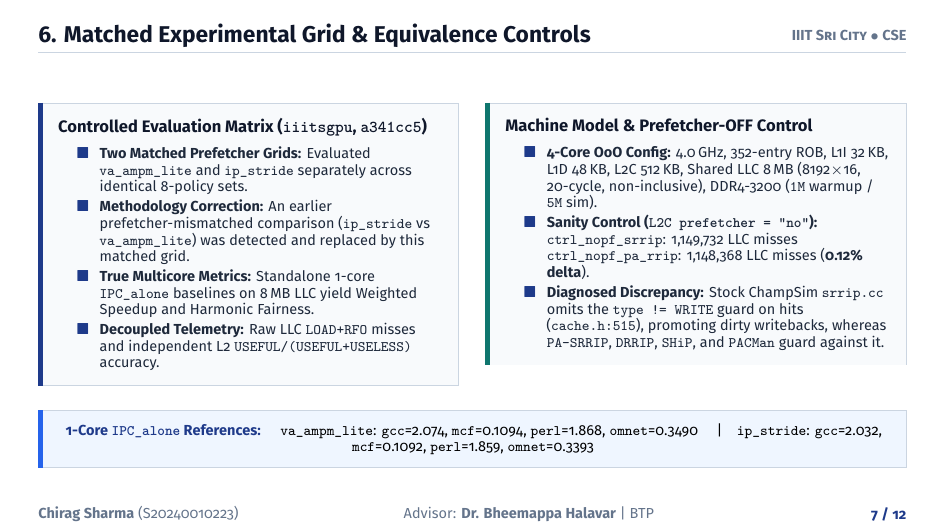 6. Matched Experimental Grid & Equivalence Controls
IIIT Sri City • CSE
Controlled Evaluation Matrix (iiitsgpu, a341cc5)
Two Matched Prefetcher Grids: Evaluated
va_ampm_lite and ip_stride separately across
identical 8-policy sets.
Methodology Correction: An earlier
prefetcher-mismatched comparison (ip_stride vs
va_ampm_lite) was detected and replaced by this
matched grid.
True Multicore Metrics: Standalone 1-core
IPC_alone baselines on 8 MB LLC yield Weighted
Speedup and Harmonic Fairness.
Decoupled Telemetry: Raw LLC LOAD+RFO misses
and independent L2 USEFUL/(USEFUL+USELESS)
accuracy.
Machine Model & Prefetcher-OFF Control
4-Core OoO Config: 4.0 GHz, 352-entry ROB, L1I 32 KB,
L1D 48 KB, L2C 512 KB, Shared LLC 8 MB (8192×16,
20-cycle, non-inclusive), DDR4-3200 (1M warmup /
5M sim).
Sanity Control (L2C prefetcher = "no"):
ctrl_nopf_srrip: 1,149,732 LLC misses
ctrl_nopf_pa_rrip: 1,148,368 LLC misses (0.12%
delta).
Diagnosed Discrepancy: Stock ChampSim srrip.cc
omits the type != WRITE guard on hits
(cache.h:515), promoting dirty writebacks, whereas
PA-SRRIP, DRRIP, SHiP, and PACMan guard against it.
1-Core IPC_alone References: va_ampm_lite: gcc=2.074, mcf=0.1094, perl=1.868, omnet=0.3490 | ip_stride: gcc=2.032,
mcf=0.1092, perl=1.859, omnet=0.3393
Chirag Sharma (S20240010223)
Advisor: Dr. Bheemappa Halavar | BTP
7 / 12